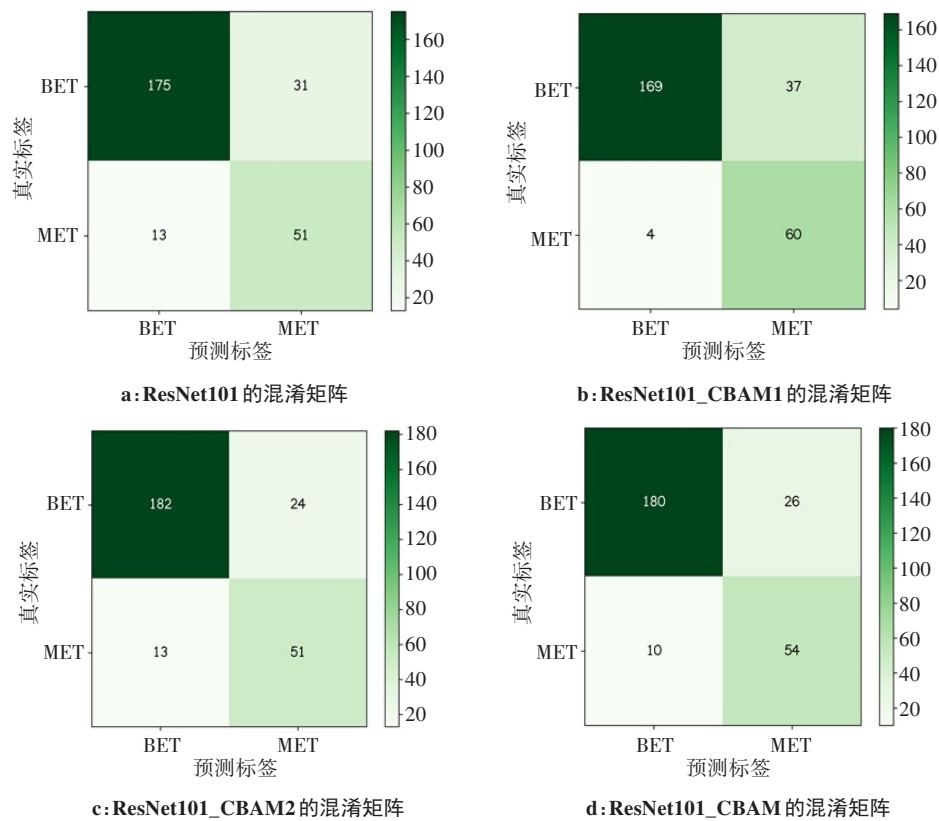 160
BET
175
31
140
120
100
真实标签
80
MET
13
51
60
40
20
BET
MET
预测标签
a:ResNet101的混淆矩阵
160
BET
169
37
140
120
100
真实标签
80
MET
4
60
60
40
20
BET
MET
预测标签
b:ResNet101_CBAM1的混淆矩阵
180
160
BET
182
24
140
120
真实标签
100
80
MET
13
51
60
40
20
BET
MET
预测标签
c:ResNet101_CBAM2的混淆矩阵
180
160
BET
180
26
140
120
真实标签
100
80
MET
10
54
60
40
20
BET
MET
预测标签
d:ResNet101_CBAM的混淆矩阵